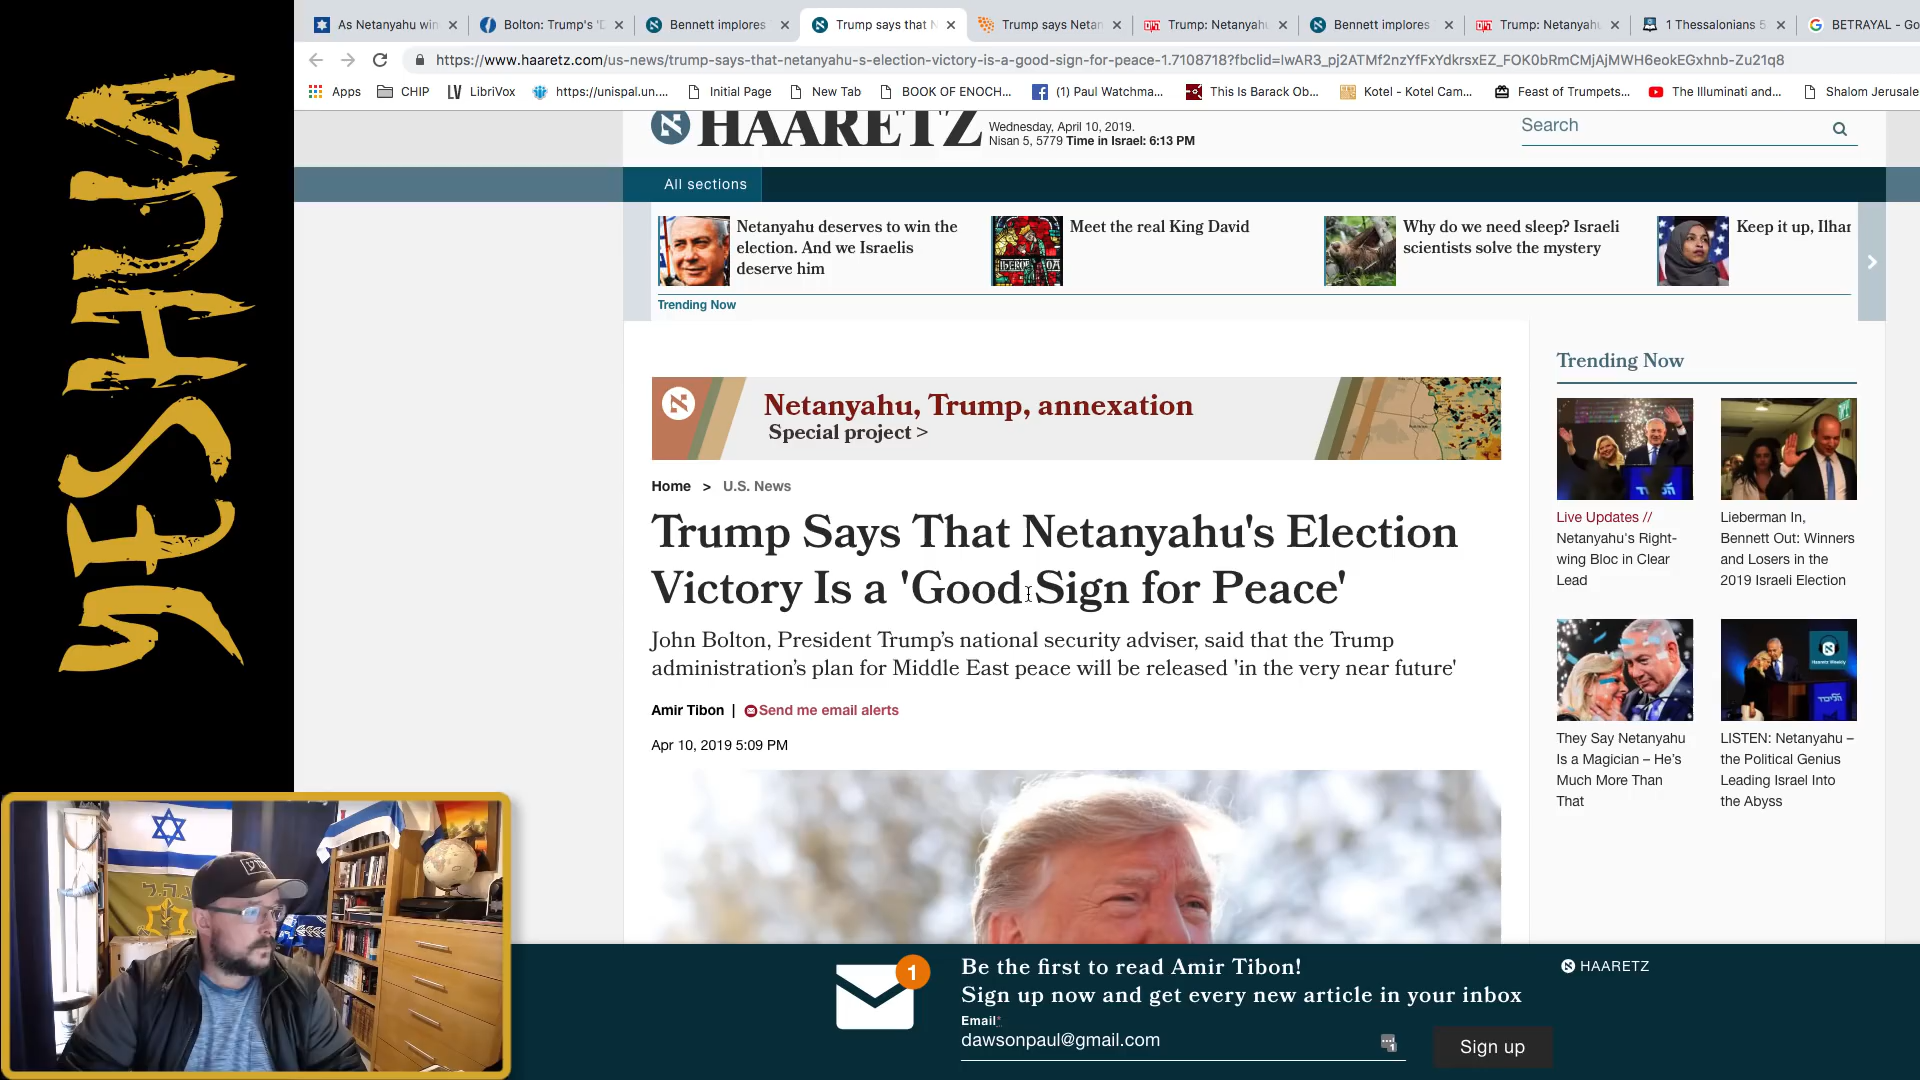 YESHUA
As Netanyahu win
Bolton: Trump's 'D
Bennett implores
Trump says that N
Trump says Netan
Trump: Netanyah
Bennett implores
Trump: Netanyah
1 Thessalonians 5
BETRAYAL - Go
https://www.haaretz.com/us-news/trump-says-that-netanyahu-s-election-victory-is-a-good-sign-for-peace-1.7108718?fbclid=IwAR3_pj2ATMf2nzYfFxYdkrsxEZ_FOK0bRmCMjAjMWH6eokEGxhnb-Zu21q8
Apps
CHIP
LV LibriVox
https://unispal.un....
Initial Page
New Tab
BOOK OF ENOCH...
(1) Paul Watchma...
This Is Barack Ob...
Kotel - Kotel Cam...
Feast of Trumpets...
The Illuminati and...
Shalom Jerusale
HAARETZ
Wednesday, April 10, 2019.
Nisan 5, 5779 Time in Israel: 6:13 PM
Search
All sections
Netanyahu deserves to win the
election. And we Israelis
deserve him
Meet the real King David
Why do we need sleep? Israeli
scientists solve the mystery
Keep it up, Ilhan
Trending Now
Netanyahu, Trump, annexation
Special project >
Home > U.S. News
Trump Says That Netanyahu's Election
Victory Is a 'Good Sign for Peace'
John Bolton, President Trump's national security adviser, said that the Trump
administration's plan for Middle East peace will be released 'in the very near future'
Amir Tibon | Send me email alerts
Apr 10, 2019 5:09 PM
Trending Now
Live Updates //
Netanyahu's Right-
wing Bloc in Clear
Lead
Lieberman In,
Bennett Out: Winners
and Losers in the
2019 Israeli Election
They Say Netanyahu
Is a Magician – He's
Much More Than
That
LISTEN: Netanyahu –
the Political Genius
Leading Israel Into
the Abyss
1
Be the first to read Amir Tibon!
Sign up now and get every new article in your inbox
Email*
dawsonpaul@gmail.com
Sign up
HAARETZ